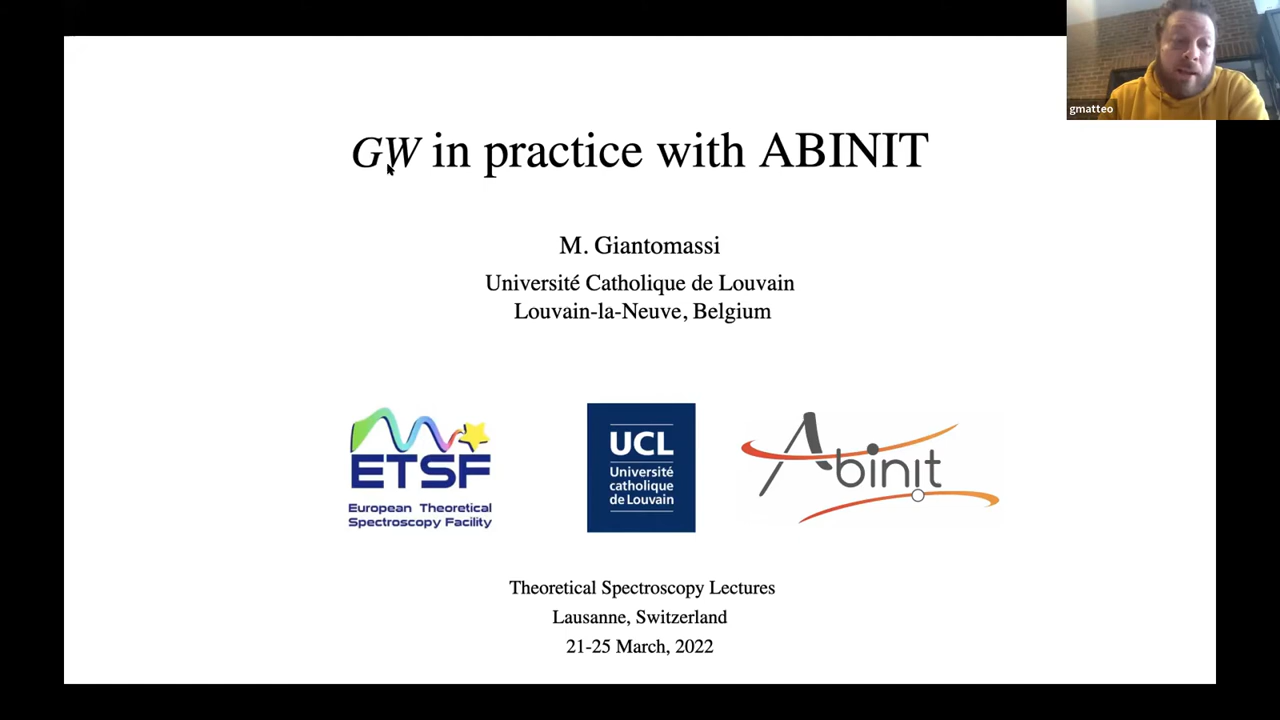 gmatteo
GW in practice with ABINIT
M. Giantomassi
Université Catholique de Louvain
Louvain-la-Neuve, Belgium
ETSF
European Theoretical
Spectroscopy Facility
UCL
Université
catholique
de Louvain
Abinit
Theoretical Spectroscopy Lectures
Lausanne, Switzerland
21-25 March, 2022